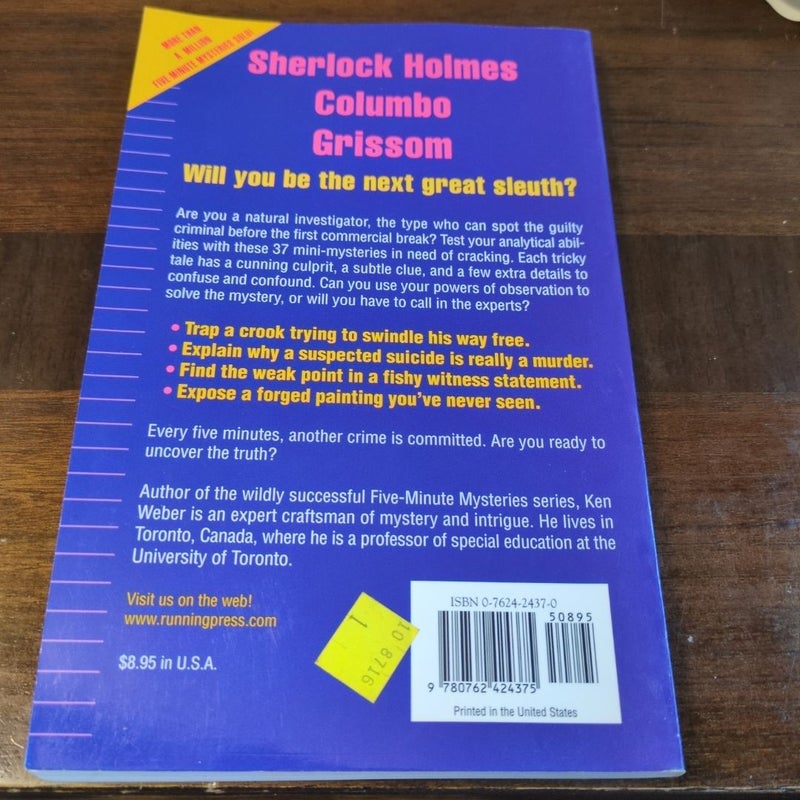 MORE THAN
A MILLION
FIVE-MINUTE MYSTERIES SOLD!
Sherlock Holmes
Columbo
Grissom
Will you be the next great sleuth?
Are you a natural investigator, the type who can spot the guilty
criminal before the first commercial break? Test your analytical abil-
ities with these 37 mini-mysteries in need of cracking. Each tricky
tale has a cunning culprit, a subtle clue, and a few extra details to
confuse and confound. Can you use your powers of observation to
solve the mystery, or will you have to call in the experts?
• Trap a crook trying to swindle his way free.
• Explain why a suspected suicide is really a murder.
• Find the weak point in a fishy witness statement.
• Expose a forged painting you've never seen.
Every five minutes, another crime is committed. Are you ready to
uncover the truth?
Author of the wildly successful Five-Minute Mysteries series, Ken
Weber is an expert craftsman of mystery and intrigue. He lives in
Toronto, Canada, where he is a professor of special education at the
University of Toronto.
Visit us on the web!
www.runningpress.com
$8.95 in U.S.A.
10 8716
1
ISBN 0-7624-2437-0
50895
9 780762 424375
Printed in the United States